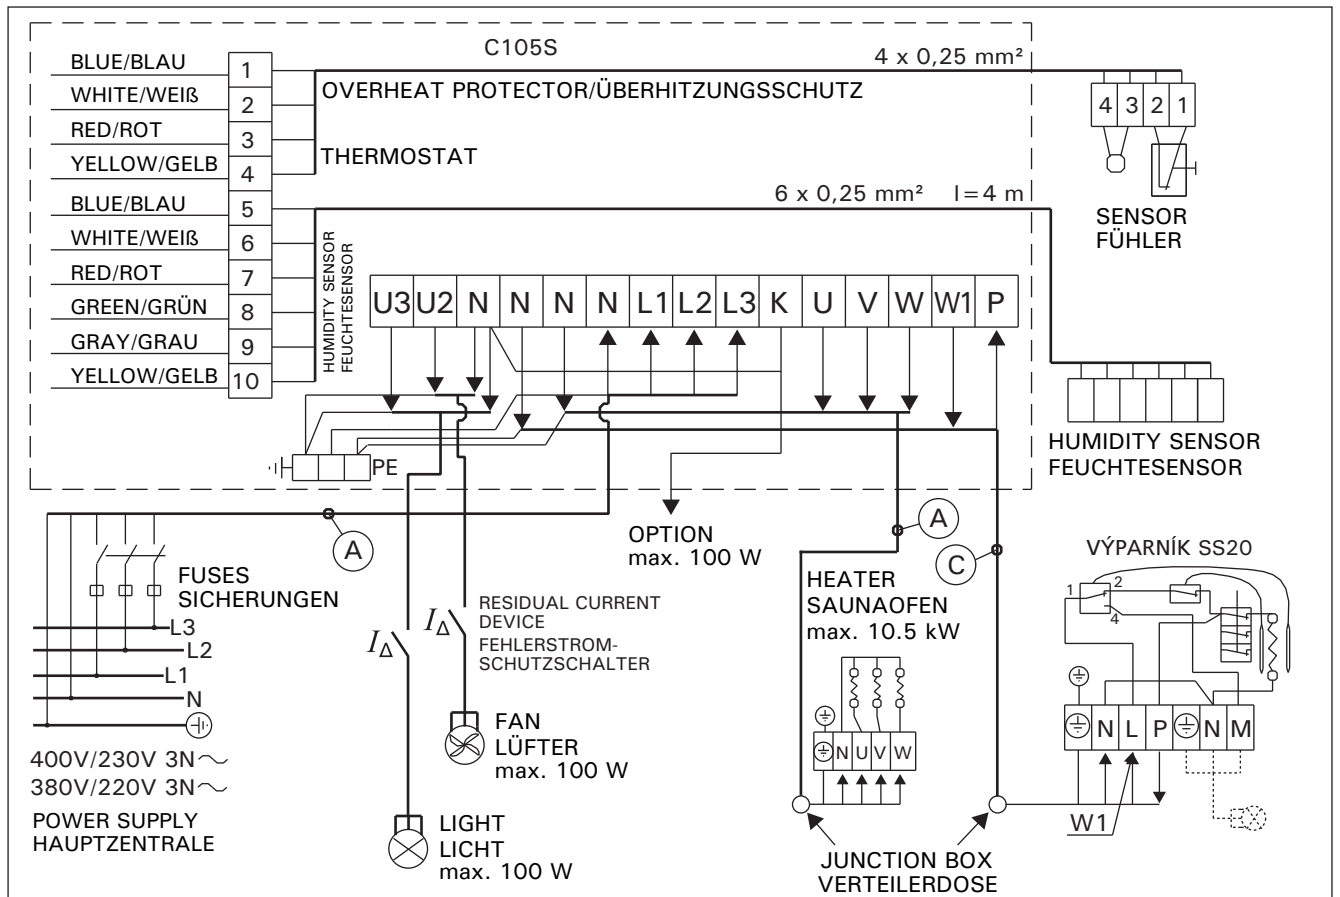 C105S
4 x 0,25 mm²
BLUE/BLAU 1
WHITE/WEIß 2
RED/ROT 3
YELLOW/GELB 4
BLUE/BLAU 5
WHITE/WEIß 6
RED/ROT 7
GREEN/GRÜN 8
GRAY/GRAU 9
YELLOW/GELB 10
OVERHEAT PROTECTOR/ÜBERHITZUNGSSCHUTZ
THERMOSTAT
4 3 2 1
SENSOR
FÜHLER
6 x 0,25 mm² l=4 m
HUMIDITY SENSOR
FEUCHTESENSOR
U3 U2 N N N N L1 L2 L3 K U V W W1 P
HUMIDITY SENSOR
FEUCHTESENSOR
PE
A
OPTION
max. 100 W
A
C
FUSES
SICHERUNGEN
L3
L2
L1
N
400V/230V 3N~
380V/220V 3N~
POWER SUPPLY
HAUPTZENTRALE
I∆
I∆
RESIDUAL CURRENT
DEVICE
FEHLERSTROM-
SCHUTZSCHALTER
FAN
LÜFTER
max. 100 W
LIGHT
LICHT
max. 100 W
HEATER
SAUNAOFEN
max. 10.5 kW
N U V W
VÝPARNÍK SS20
1 2
4
N L P N M
W1
JUNCTION BOX
VERTEILERDOSE